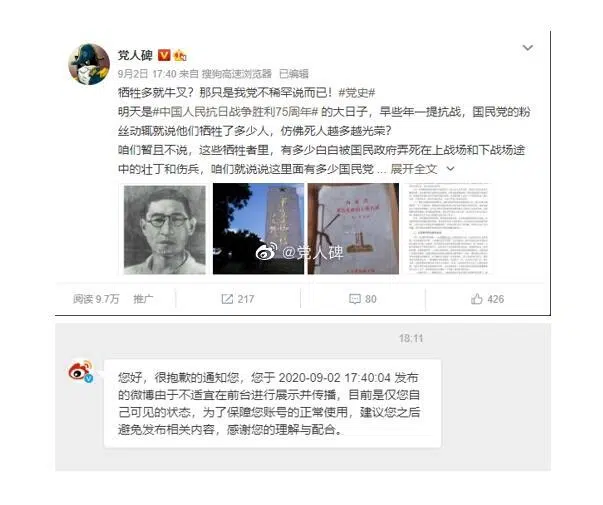 党人碑
9月2日 17:40 来自 搜狗高速浏览器 已编辑
牺牲多就牛叉？那只是我党不稀罕说而已！#党史#
明天是#中国人民抗日战争胜利75周年# 的大日子，早些年一提抗战，国民党的粉
丝动辄就说他们牺牲了多少人，仿佛死人越多越光荣？
咱们暂且不说，这些牺牲者里，有多少白白被国民政府弄死在上战场和下战场途
中的壮丁和伤兵，咱们就说说这里面有多少国民党 ... 展开全文
@党人碑
阅读 9.7万 推广 217 80 426
18:11
您好，很抱歉的通知您，您于 2020-09-02 17:40:04 发布
的微博由于不适宜在前台进行展示并传播，目前是仅您自
己可见的状态，为了保障您账号的正常使用，建议您之后
避免发布相关内容，感谢您的理解与配合。